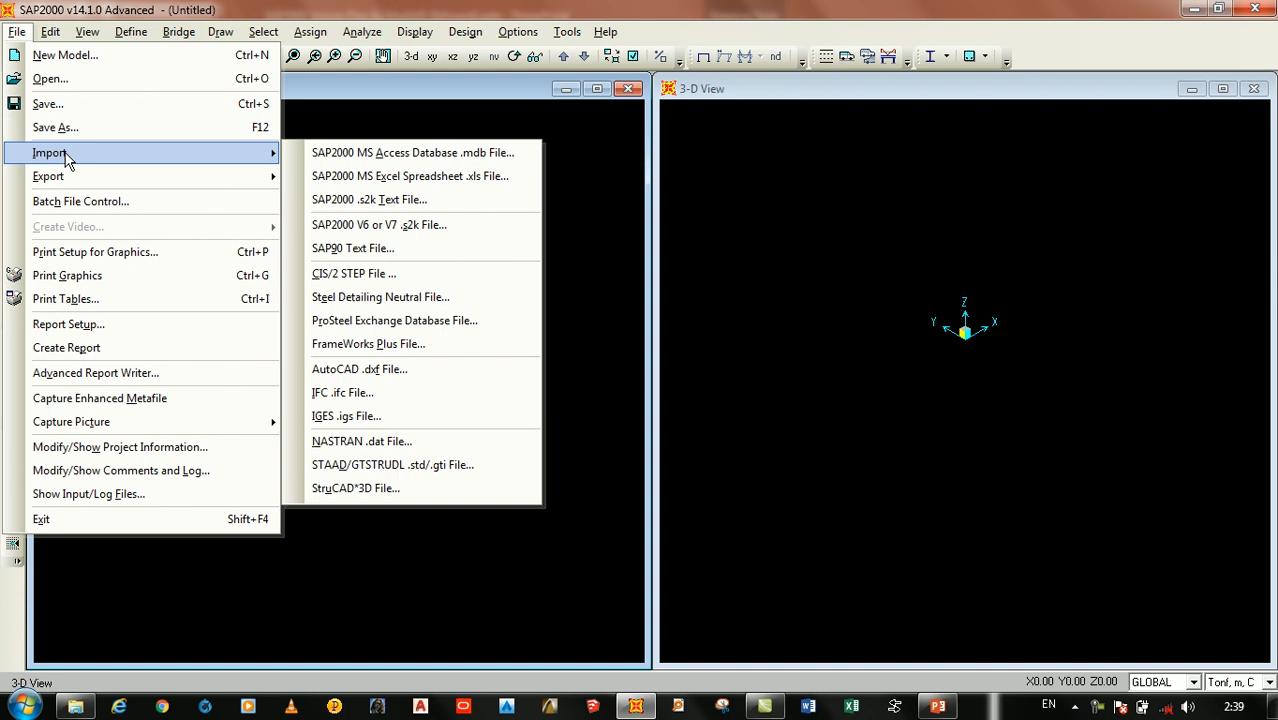 SAP2000 v14.1.0 Advanced - (Untitled)
File Edit View Define Bridge Draw Select Assign Analyze Display Design Options Tools Help
3-d xy xz yz nv nd
New Model... Ctrl+N
Open... Ctrl+O
Save... Ctrl+S
Save As... F12
Import
Export
Batch File Control...
Create Video...
Print Setup for Graphics... Ctrl+P
Print Graphics Ctrl+G
Print Tables... Ctrl+I
Report Setup...
Create Report
Advanced Report Writer...
Capture Enhanced Metafile
Capture Picture
Modify/Show Project Information...
Modify/Show Comments and Log...
Show Input/Log Files...
Exit Shift+F4
SAP2000 MS Access Database .mdb File...
SAP2000 MS Excel Spreadsheet .xls File...
SAP2000 .s2k Text File...
SAP2000 V6 or V7 .s2k File...
SAP90 Text File...
CIS/2 STEP File ...
Steel Detailing Neutral File...
ProSteel Exchange Database File...
FrameWorks Plus File...
AutoCAD .dxf File...
IFC .ifc File...
IGES .igs File...
NASTRAN .dat File...
STAAD/GTSTRUDL .std/.gti File...
StruCAD*3D File...
3-D View
Z
Y X
3-D View X0.00 Y0.00 Z0.00 GLOBAL Tonf, m, C
EN 2:39